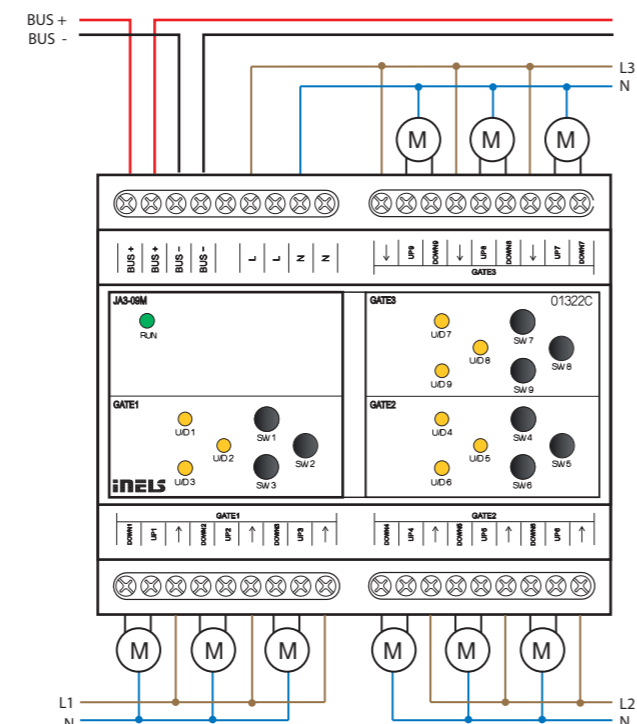 BUS +
BUS -
L3
N
M M M
BUS + BUS + BUS - BUS - L L N N
↓ UP9 DOWN9 ↓ UP8 DOWN8 ↓ UP7 DOWN7
GATE3
JA3-09M
RUN
GATE3 01322C
U/D7 SW7
U/D8 SW8
U/D9 SW9
GATE1
U/D1 SW1
U/D2 SW2
U/D3 SW3
iNELS
GATE2
U/D4 SW4
U/D5 SW5
U/D6 SW6
GATE1
DOWN1 UP1 ↑ DOWN2 UP2 ↑ DOWN3 UP3 ↑
GATE2
DOWN4 UP4 ↑ DOWN5 UP5 ↑ DOWN6 UP6 ↑
M M M M M M
L1
N
L2
N